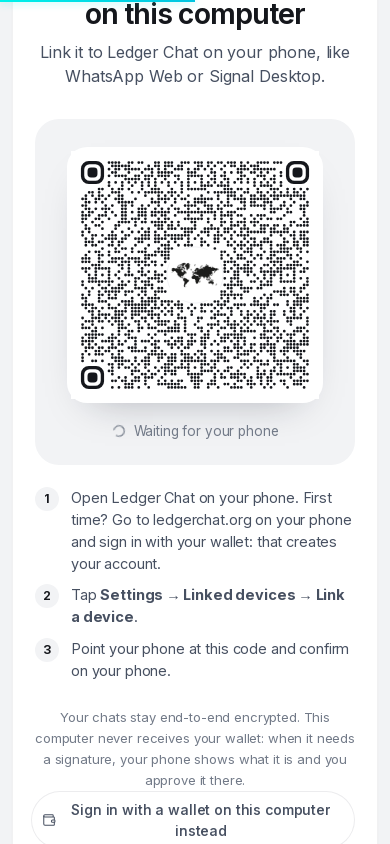 on this computer
Link it to Ledger Chat on your phone, like
WhatsApp Web or Signal Desktop.
Waiting for your phone
1 Open Ledger Chat on your phone. First
time? Go to ledgerchat.org on your phone
and sign in with your wallet: that creates
your account.
2 Tap Settings → Linked devices → Link
a device.
3 Point your phone at this code and confirm
on your phone.
Your chats stay end-to-end encrypted. This
computer never receives your wallet: when it needs
a signature, your phone shows what it is and you
approve it there.
Sign in with a wallet on this computer
instead